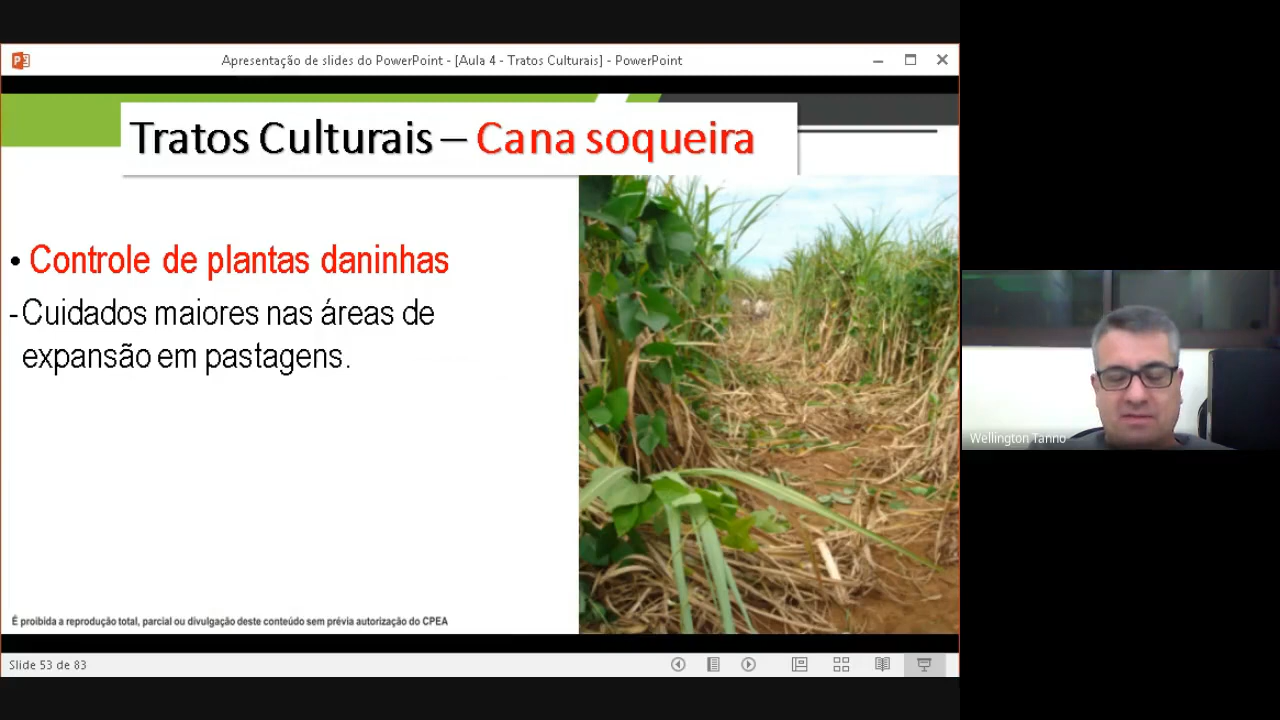 Apresentação de slides do PowerPoint - [Aula 4 - Tratos Culturais] - PowerPoint
Tratos Culturais – Cana soqueira
• Controle de plantas daninhas
- Cuidados maiores nas áreas de
expansão em pastagens.
Wellington Tanno
É proibida a reprodução total, parcial ou divulgação deste conteúdo sem prévia autorização do CPEA
Slide 53 de 83